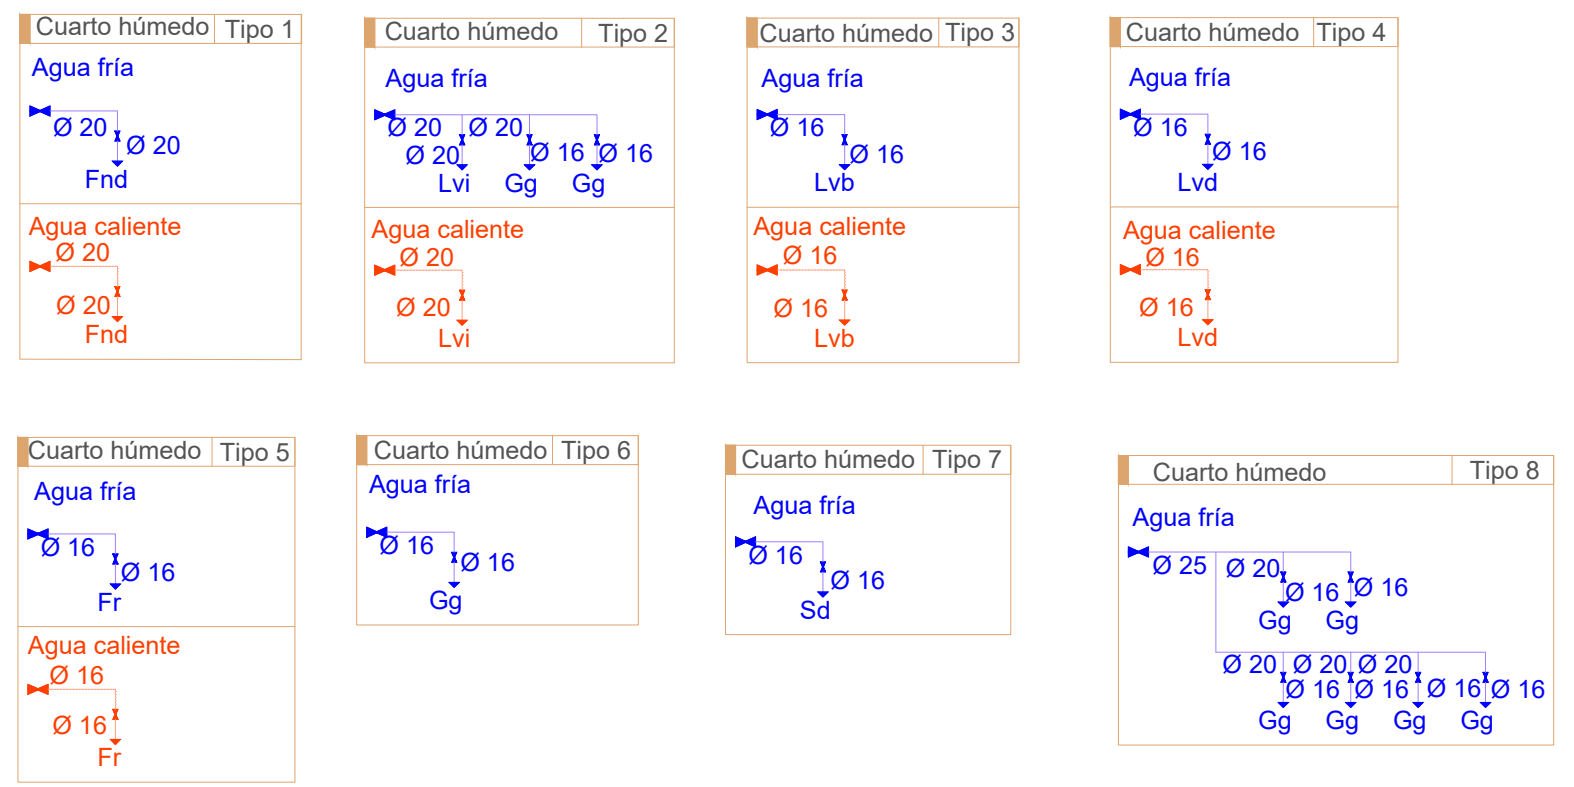 Cuarto húmedo Tipo 1
Agua fría
Ø 20
Ø 20
Fnd
Agua caliente
Ø 20
Ø 20
Fnd
Cuarto húmedo Tipo 2
Agua fría
Ø 20 Ø 20
Ø 20 Ø 16 Ø 16
Lvi Gg Gg
Agua caliente
Ø 20
Ø 20
Lvi
Cuarto húmedo Tipo 3
Agua fría
Ø 16
Ø 16
Lvb
Agua caliente
Ø 16
Ø 16
Lvb
Cuarto húmedo Tipo 4
Agua fría
Ø 16
Ø 16
Lvd
Agua caliente
Ø 16
Ø 16
Lvd
Cuarto húmedo Tipo 5
Agua fría
Ø 16
Ø 16
Fr
Agua caliente
Ø 16
Ø 16
Fr
Cuarto húmedo Tipo 6
Agua fría
Ø 16
Ø 16
Gg
Cuarto húmedo Tipo 7
Agua fría
Ø 16
Ø 16
Sd
Cuarto húmedo Tipo 8
Agua fría
Ø 25 Ø 20
Ø 16 Ø 16
Gg Gg
Ø 20 Ø 20 Ø 20
Ø 16 Ø 16 Ø 16 Ø 16
Gg Gg Gg Gg